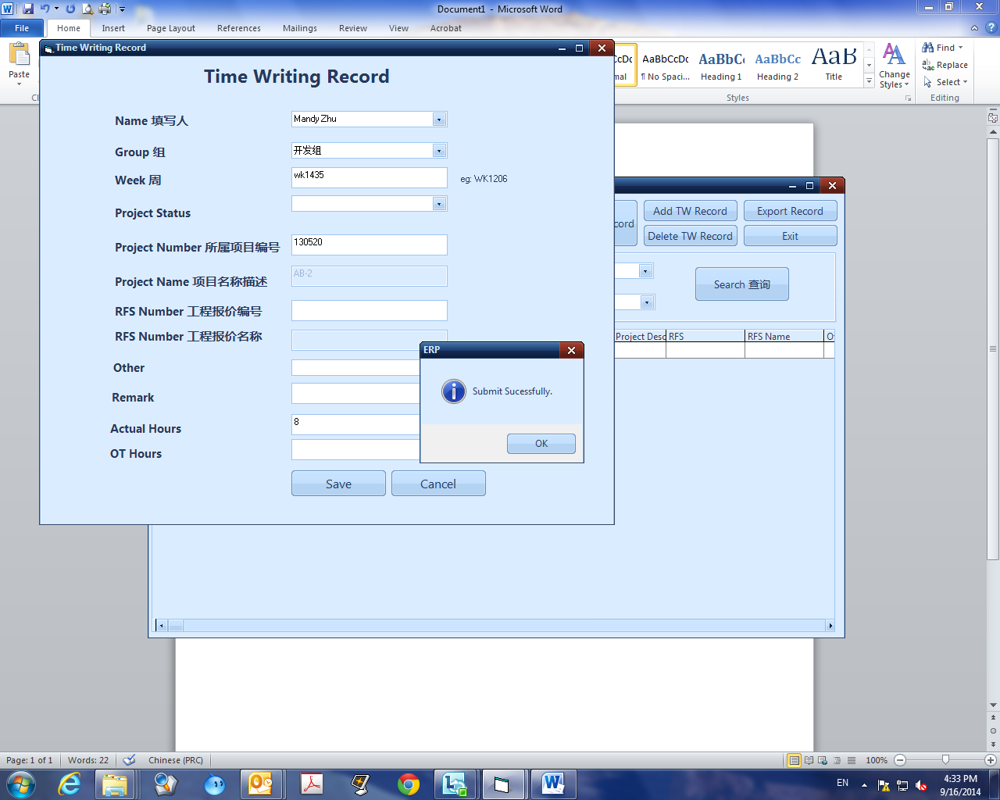 Document1 - Microsoft Word
File Home Insert Page Layout References Mailings Review View Acrobat
Paste
AaBbCcDc AaBbC AaBbCc AaB
¶ No Spaci... Heading 1 Heading 2 Title
Change Styles
Styles
Find
Replace
Select
Editing
Time Writing Record
Time Writing Record
Name 填写人 Mandy Zhu
Group 组 开发组
Week 周 wk1435 eg: WK1206
Project Status
Project Number 所属项目编号 130520
Project Name 项目名称描述 AB-2
RFS Number 工程报价编号
RFS Number 工程报价名称
Other
Remark
Actual Hours 8
OT Hours
Save Cancel
ERP
Submit Sucessfully.
OK
Add TW Record Export Record
Delete TW Record Exit
Search 查询
Project Desc RFS RFS Name
Page: 1 of 1 Words: 22 Chinese (PRC) 100%
EN 4:33 PM
9/16/2014